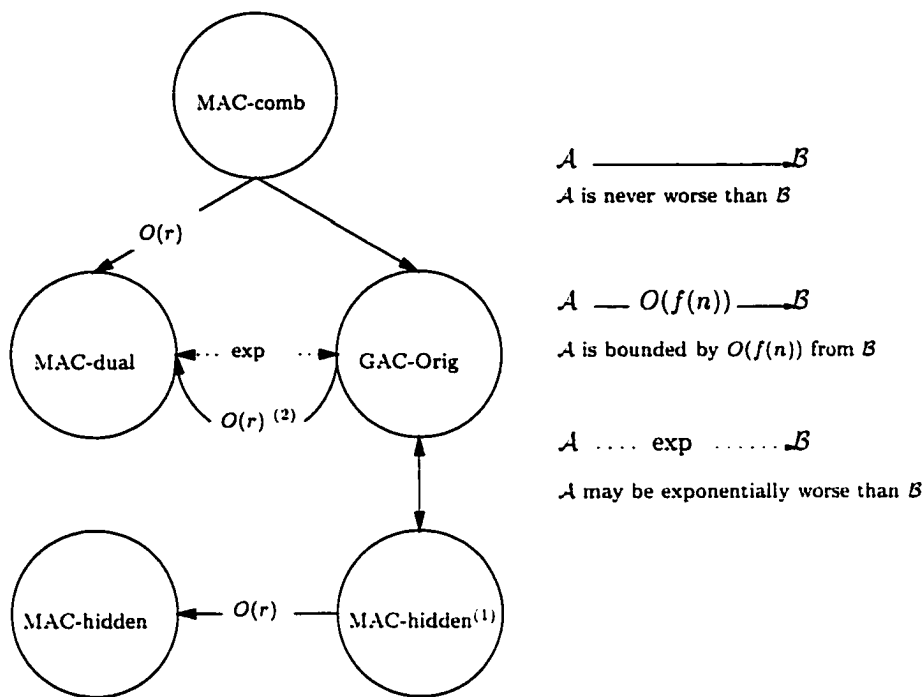 MAC-comb
𝒜 ℬ
𝒜 is never worse than ℬ
O(r)
𝒜 O(f(n)) ℬ
𝒜 is bounded by O(f(n)) from ℬ
MAC-dual
... exp ...
GAC-Orig
O(r) (2)
𝒜 .... exp ...... ℬ
𝒜 may be exponentially worse than ℬ
MAC-hidden
O(r)
MAC-hidden(1)